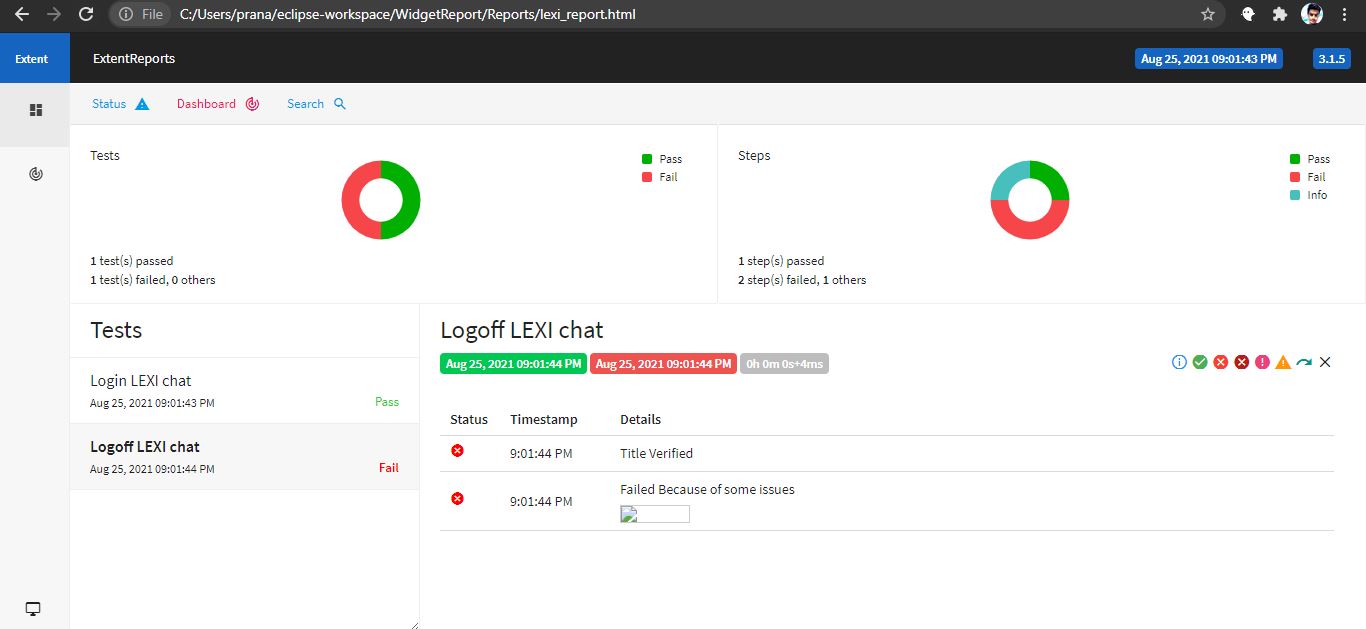 File C:/Users/prana/eclipse-workspace/WidgetReport/Reports/lexi_report.html
Extent ExtentReports Aug 25, 2021 09:01:43 PM 3.1.5
Status Dashboard Search
Tests
Pass
Fail
1 test(s) passed
1 test(s) failed, 0 others
Steps
Pass
Fail
Info
1 step(s) passed
2 step(s) failed, 1 others
Tests
Login LEXI chat
Aug 25, 2021 09:01:43 PM Pass
Logoff LEXI chat
Aug 25, 2021 09:01:44 PM Fail
Logoff LEXI chat
Aug 25, 2021 09:01:44 PM Aug 25, 2021 09:01:44 PM 0h 0m 0s+4ms
Status Timestamp Details
9:01:44 PM Title Verified
9:01:44 PM Failed Because of some issues